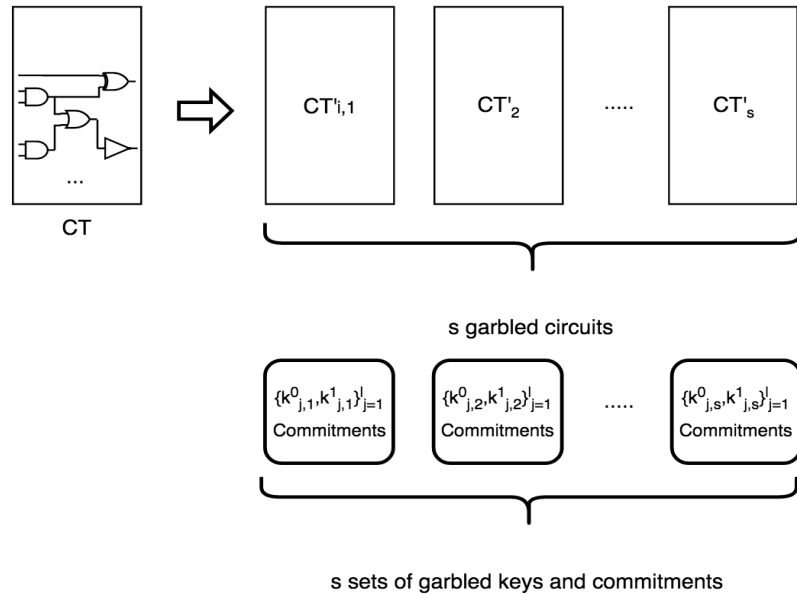 CT'i,1 CT'2 ..... CT's
...
CT
s garbled circuits
{k⁰j,1,k¹j,1}ˡj=1 {k⁰j,2,k¹j,2}ˡj=1 ..... {k⁰j,s,k¹j,s}ˡj=1
Commitments Commitments Commitments
s sets of garbled keys and commitments